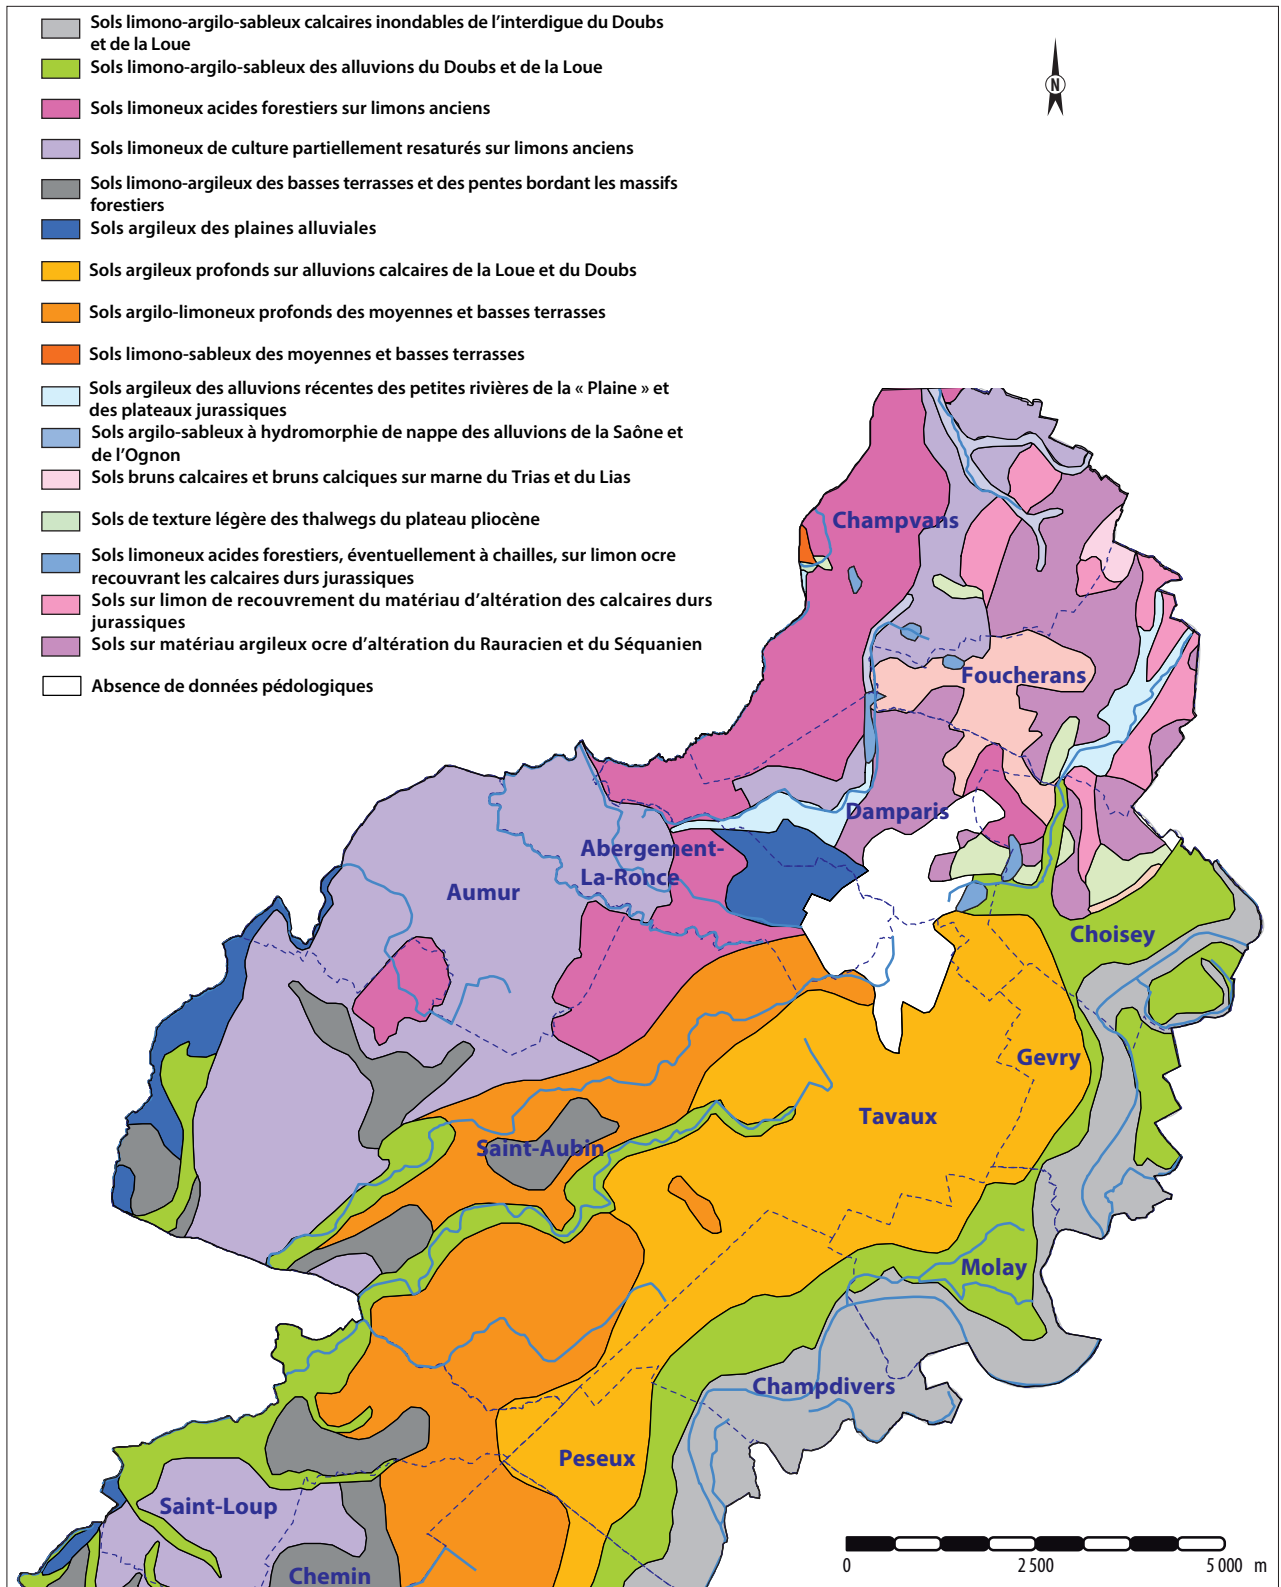 Sols limono-argilo-sableux calcaires inondables de l’interdigue du Doubs
et de la Loue
Sols limono-argilo-sableux des alluvions du Doubs et de la Loue
Sols limoneux acides forestiers sur limons anciens
Sols limoneux de culture partiellement resaturés sur limons anciens
Sols limono-argileux des basses terrasses et des pentes bordant les massifs
forestiers
Sols argileux des plaines alluviales
Sols argileux profonds sur alluvions calcaires de la Loue et du Doubs
Sols argilo-limoneux profonds des moyennes et basses terrasses
Sols limono-sableux des moyennes et basses terrasses
Sols argileux des alluvions récentes des petites rivières de la « Plaine » et
des plateaux jurassiques
Sols argilo-sableux à hydromorphie de nappe des alluvions de la Saône et
de l’Ognon
Sols bruns calcaires et bruns calciques sur marne du Trias et du Lias
Sols de texture légère des thalwegs du plateau pliocène
Sols limoneux acides forestiers, éventuellement à chailles, sur limon ocre
recouvrant les calcaires durs jurassiques
Sols sur limon de recouvrement du matériau d’altération des calcaires durs
jurassiques
Sols sur matériau argileux ocre d’altération du Rauracien et du Séquanien
Absence de données pédologiques
N
Champvans
Foucherans
Damparis
Abergement-
La-Ronce
Aumur
Choisey
Gevry
Tavaux
Saint-Aubin
Molay
Champdivers
Peseux
Saint-Loup
Chemin
0 2 500 5 000 m